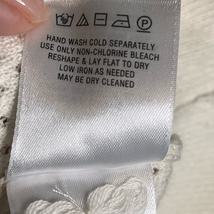 HAND WASH COLD SEPARATELY
USE ONLY NON-CHLORINE BLEACH
RESHAPE & LAY FLAT TO DRY
LOW IRON AS NEEDED
MAY BE DRY CLEANED